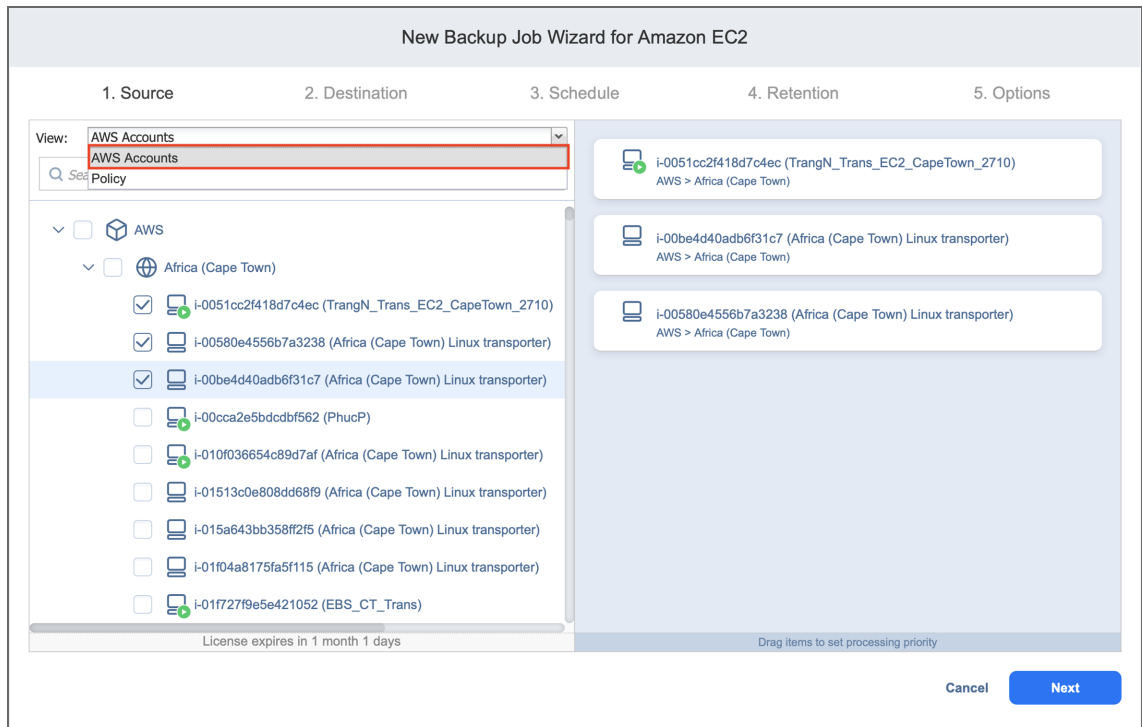 New Backup Job Wizard for Amazon EC2
1. Source
2. Destination
3. Schedule
4. Retention
5. Options
View:
AWS Accounts
AWS Accounts
Policy
AWS
Africa (Cape Town)
i-0051cc2f418d7c4ec (TrangN_Trans_EC2_CapeTown_2710)
i-00580e4556b7a3238 (Africa (Cape Town) Linux transporter)
i-00be4d40adb6f31c7 (Africa (Cape Town) Linux transporter)
i-00cca2e5bdcdbf562 (PhucP)
i-010f036654c89d7af (Africa (Cape Town) Linux transporter)
i-01513c0e808dd68f9 (Africa (Cape Town) Linux transporter)
i-015a643bb358ff2f5 (Africa (Cape Town) Linux transporter)
i-01f04a8175fa5f115 (Africa (Cape Town) Linux transporter)
i-01f727f9e5e421052 (EBS_CT_Trans)
License expires in 1 month 1 days
i-0051cc2f418d7c4ec (TrangN_Trans_EC2_CapeTown_2710)
AWS > Africa (Cape Town)
i-00be4d40adb6f31c7 (Africa (Cape Town) Linux transporter)
AWS > Africa (Cape Town)
i-00580e4556b7a3238 (Africa (Cape Town) Linux transporter)
AWS > Africa (Cape Town)
Drag items to set processing priority
Cancel
Next